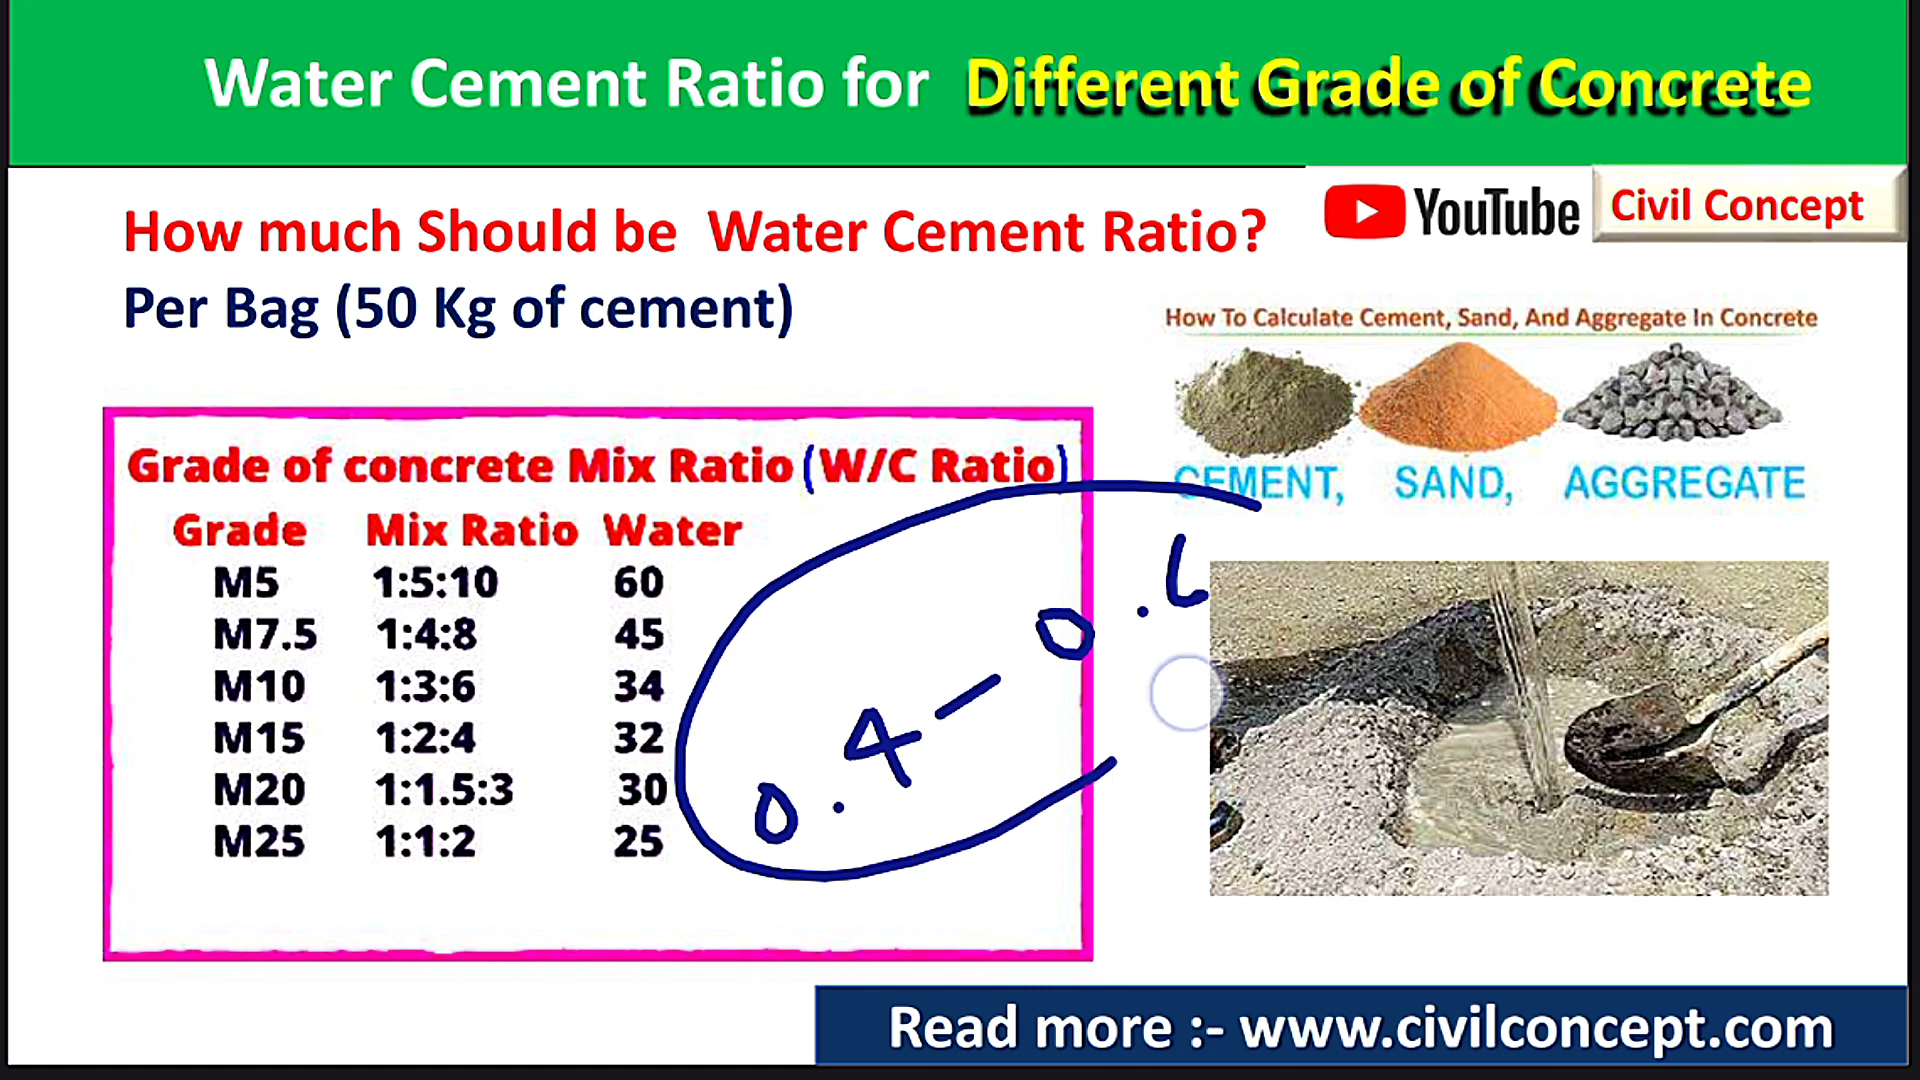 Water Cement Ratio for Different Grade of Concrete
How much Should be Water Cement Ratio?
YouTube Civil Concept
Per Bag (50 Kg of cement)
How To Calculate Cement, Sand, And Aggregate In Concrete
CEMENT, SAND, AGGREGATE
Grade of concrete Mix Ratio (W/C Ratio)
Grade Mix Ratio Water
M5 1:5:10 60
M7.5 1:4:8 45
M10 1:3:6 34
M15 1:2:4 32
M20 1:1.5:3 30
M25 1:1:2 25
0.4 - 0.6
Read more :- www.civilconcept.com